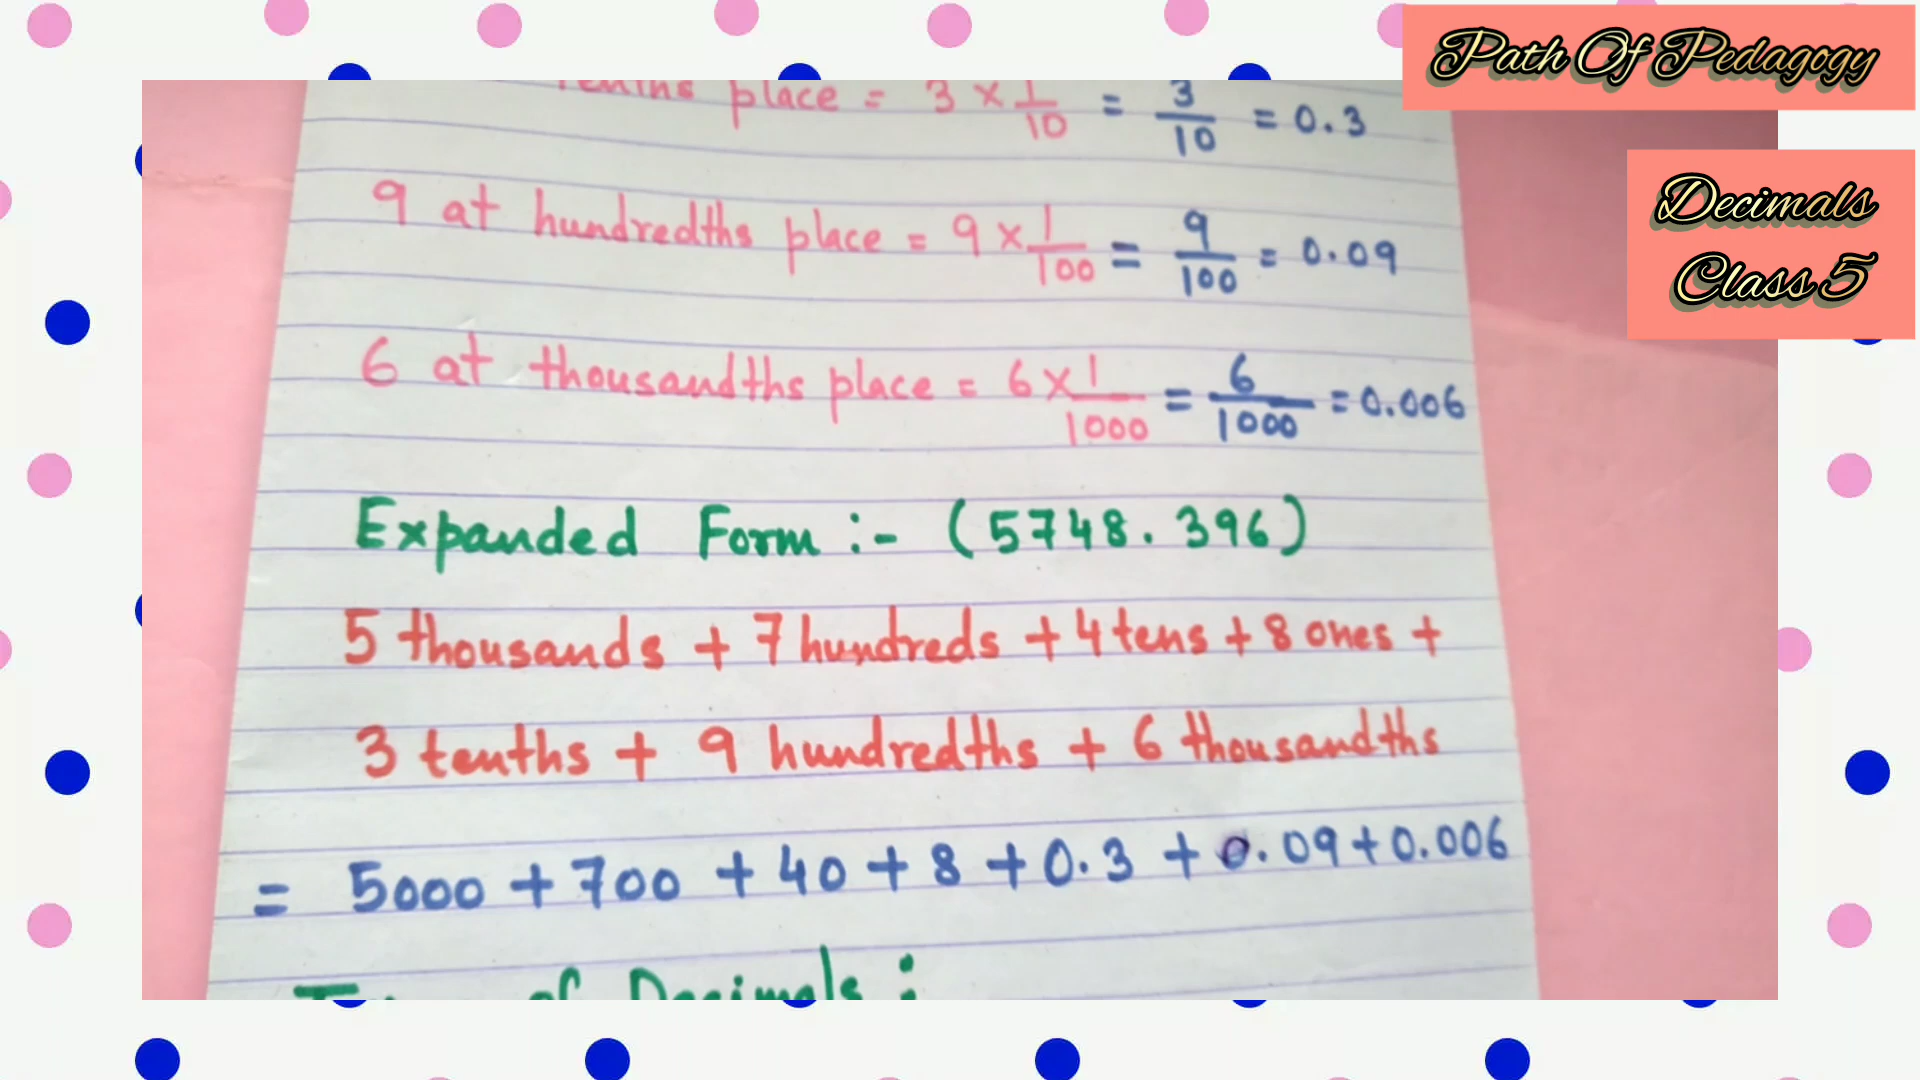 Path Of Pedagogy
Decimals
Class 5
place = 3 × 1/10 = 3/10 = 0.3
9 at hundredths place = 9 × 1/100 = 9/100 = 0.09
6 at thousandths place = 6 × 1/1000 = 6/1000 = 0.006
Expanded Form :- (5748.396)
5 thousands + 7 hundreds + 4 tens + 8 ones +
3 tenths + 9 hundredths + 6 thousandths
= 5000 + 700 + 40 + 8 + 0.3 + 0.09 + 0.006
of Decimals :